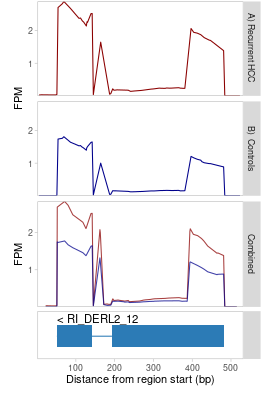 2
1
A) Recurrent HCC
FPM
2
1
B): Controls
2
1
Combined
FPM
< RI_DERL2_12
100 200 300 400 500
Distance from region start (bp)